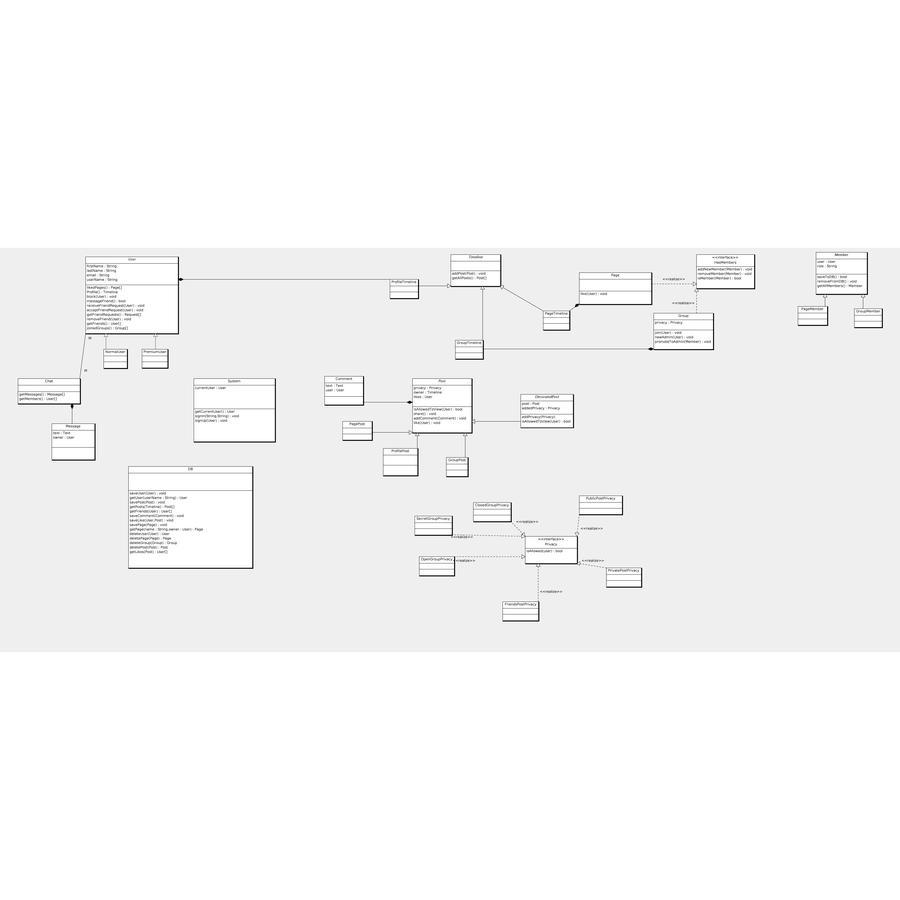 User
firstName : String
lastName : String
email : String
userName : String
likedPages() : Page[]
Profile() : Timeline
block(User) : void
messageFriend() : bool
receiveFriendRequest(User) : void
acceptFriendRequest(User) : void
getFriendRequests() : Request[]
removeFriend(User) : void
getFriends() : User[]
joinedGroups() : Group[]
NormalUser
PremiumUser
Chat
getMessages() : Message[]
getMembers() : User[]
Message
text : Text
owner : User
System
currentUser : User
getCurrentUser() : User
signIn(String,String) : void
signUp(User) : void
DB
saveUser(User) : void
getUser(userName : String) : User
savePost(Post) : void
getPosts(Timeline) : Post[]
getFriends(User) : User[]
saveComment(Comment) : void
saveLike(User,Post) : void
savePage(Page) : void
getPage(name : String,owner : User) : Page
deleteUser(User) : User
deletePage(Page) : Page
deleteGroup(Group) : Group
deletePost(Post) : Post
getLikes(Post) : User[]
Timeline
addPost(Post) : void
getAllPosts() : Post[]
ProfileTimeline
PageTimeline
GroupTimeline
Page
like(User) : void
<<realize>>
<<interface>>
HasMembers
addNewMember(Member) : void
removeMember(Member) : void
isMember(Member) : bool
<<realize>>
Group
privacy : Privacy
join(User) : void
newAdmin(User) : void
promoteToAdmin(Member) : void
Member
user : User
role : String
saveToDB() : bool
removeFromDB() : void
getAllMembers() : Member
PageMember
GroupMember
Comment
text : Text
user : User
Post
privacy : Privacy
owner : Timeline
likes : User
isAllowedToView(User) : bool
share() : void
addComment(Comment) : void
like(User) : void
PagePost
ProfilePost
GroupPost
DecoratedPost
post : Post
addedPrivacy : Privacy
addPrivacy(Privacy)
isAllowedToView(User) : bool
ClosedGroupPrivacy
PublicPostPrivacy
SecretGroupPrivacy
<<realize>>
<<realize>>
<<realize>>
<<interface>>
Privacy
isAllowed(user) : bool
OpenGroupPrivacy
<<realize>>
<<realize>>
PrivatePostPrivacy
<<realize>>
FriendsPostPrivacy